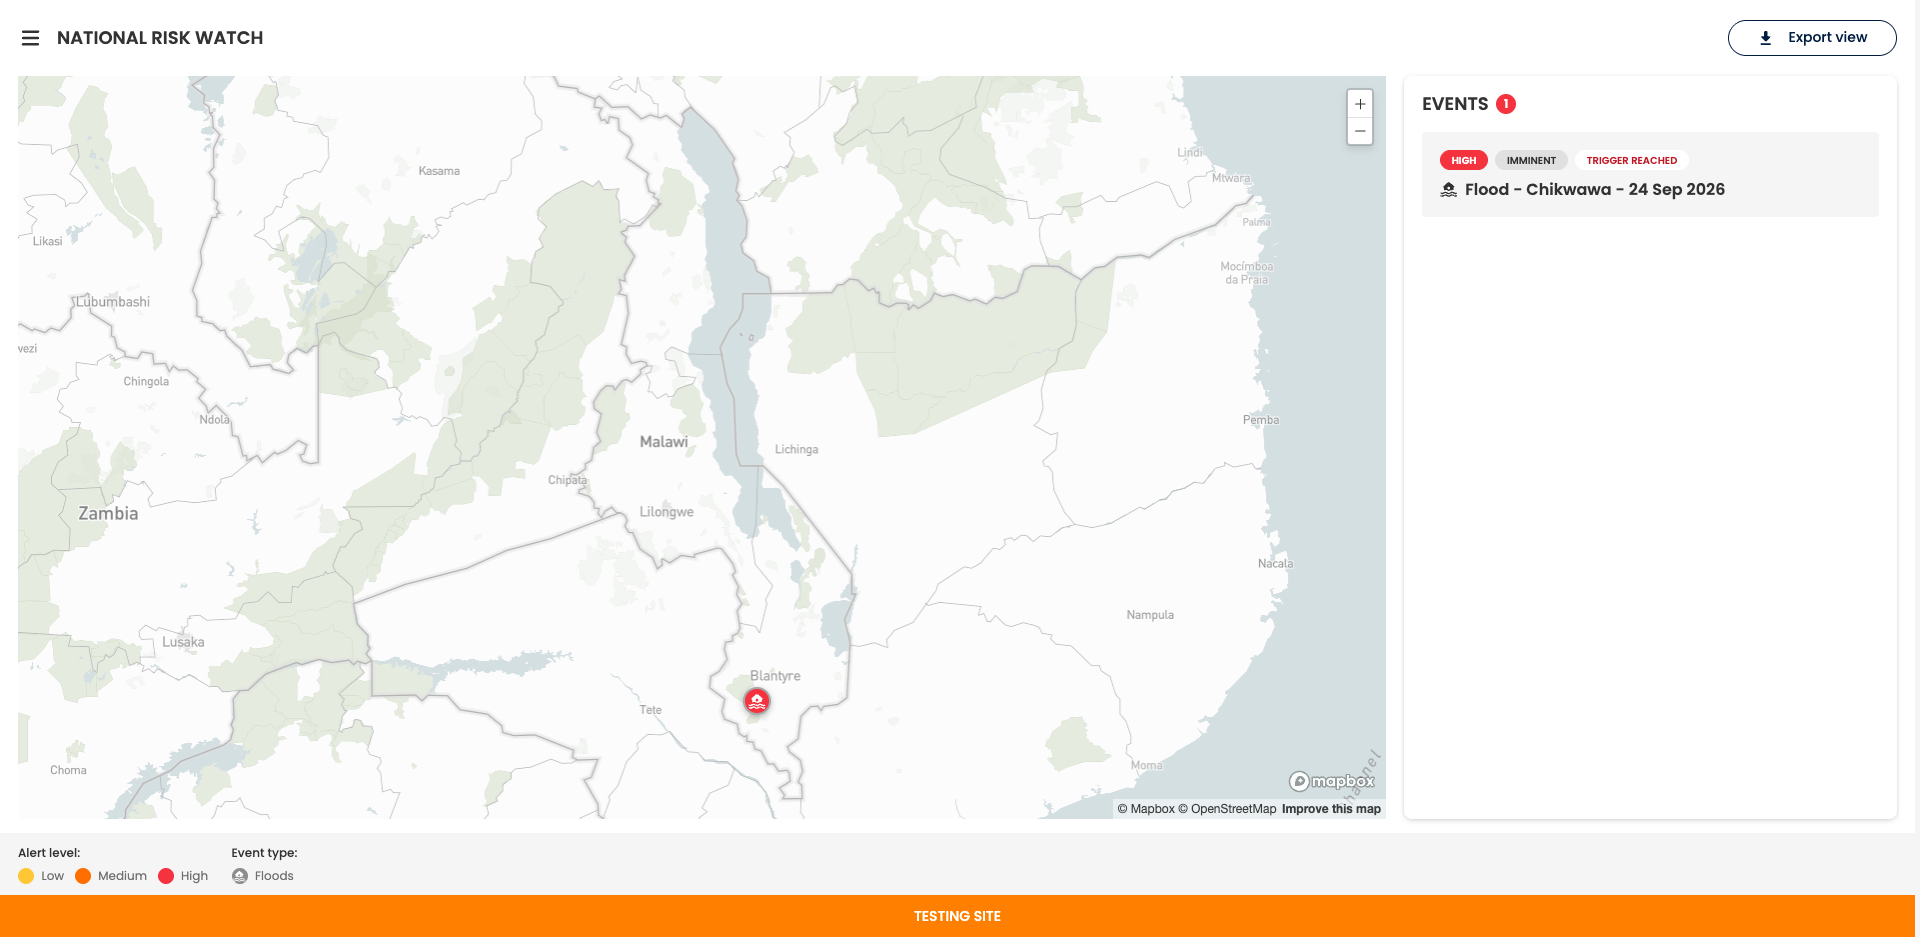 NATIONAL RISK WATCH
Export view
Kasama
Lindi
Mtwara
Palma
Likasi
Mocímboa
da Praia
Lubumbashi
vezi
Chingola
Ndola
Pemba
Malawi
Lichinga
Chipata
Zambia
Lilongwe
Nacala
Nampula
Lusaka
Blantyre
Tete
Choma
Moma
mapbox
© Mapbox © OpenStreetMap Improve this map
EVENTS 1
HIGH IMMINENT TRIGGER REACHED
Flood - Chikwawa - 24 Sep 2026
Alert level:
Low Medium High
Event type:
Floods
TESTING SITE